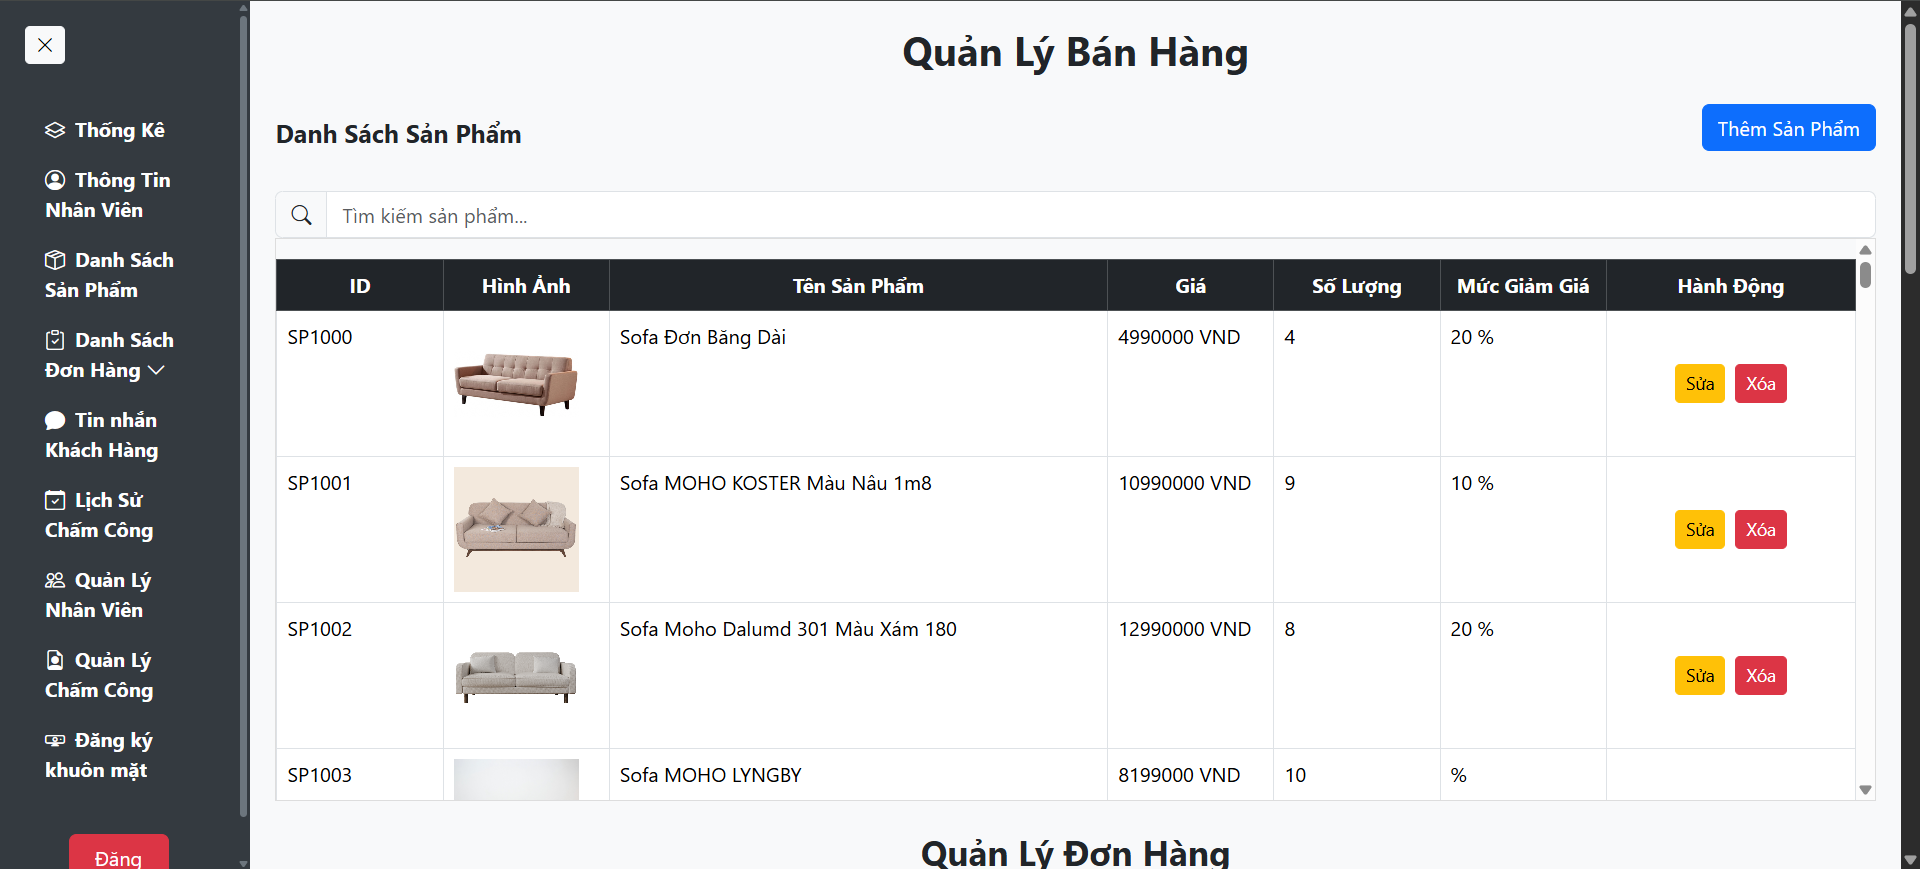 Thống Kê
Thông Tin
Nhân Viên
Danh Sách
Sản Phẩm
Danh Sách
Đơn Hàng
Tin nhắn
Khách Hàng
Lịch Sử
Chấm Công
Quản Lý
Nhân Viên
Quản Lý
Chấm Công
Đăng ký
khuôn mặt
Đăng
Quản Lý Bán Hàng
Danh Sách Sản Phẩm
Thêm Sản Phẩm
Tìm kiếm sản phẩm...
ID Hình Ảnh Tên Sản Phẩm Giá Số Lượng Mức Giảm Giá Hành Động
SP1000 Sofa Đơn Băng Dài 4990000 VND 4 20 %
Sửa Xóa
SP1001 Sofa MOHO KOSTER Màu Nâu 1m8 10990000 VND 9 10 %
Sửa Xóa
SP1002 Sofa Moho Dalumd 301 Màu Xám 180 12990000 VND 8 20 %
Sửa Xóa
SP1003 Sofa MOHO LYNGBY 8199000 VND 10 %
Quản Lý Đơn Hàng